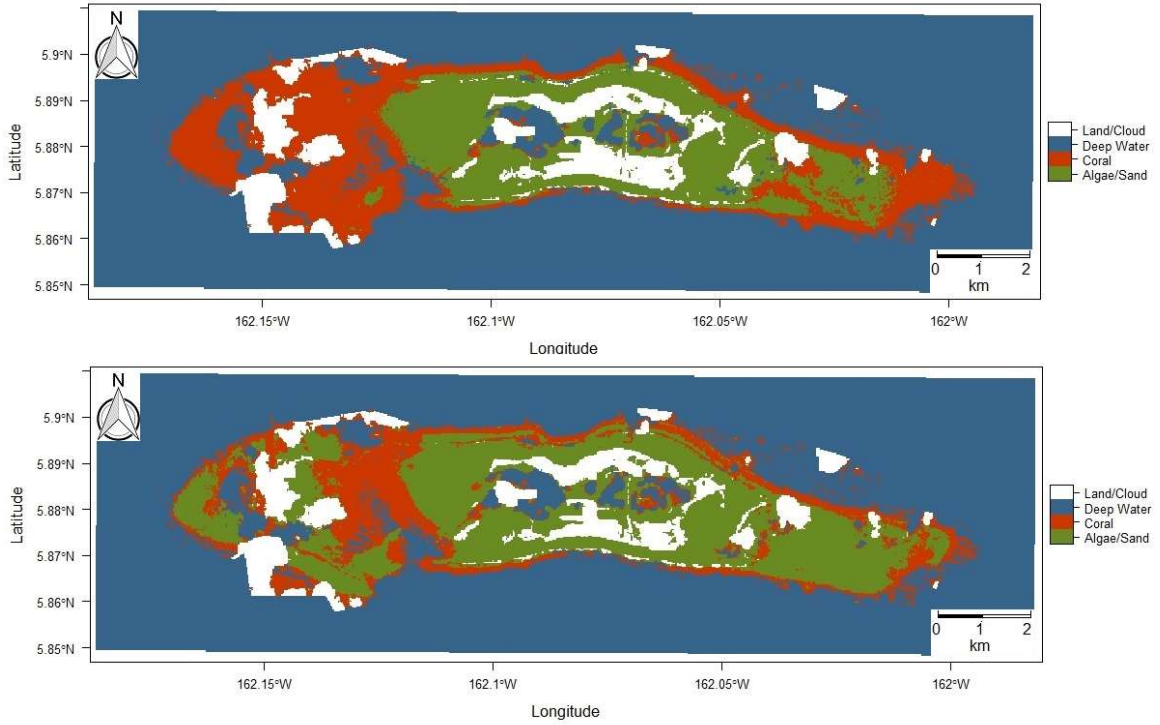 N
5.9°N
5.89°N
5.88°N
5.87°N
5.86°N
5.85°N
Latitude
Land/Cloud
Deep Water
Coral
Algae/Sand
0 1 2
km
162.15°W 162.1°W 162.05°W 162°W
Longitude
N
5.9°N
5.89°N
5.88°N
5.87°N
5.86°N
5.85°N
Latitude
Land/Cloud
Deep Water
Coral
Algae/Sand
0 1 2
km
162.15°W 162.1°W 162.05°W 162°W
Longitude